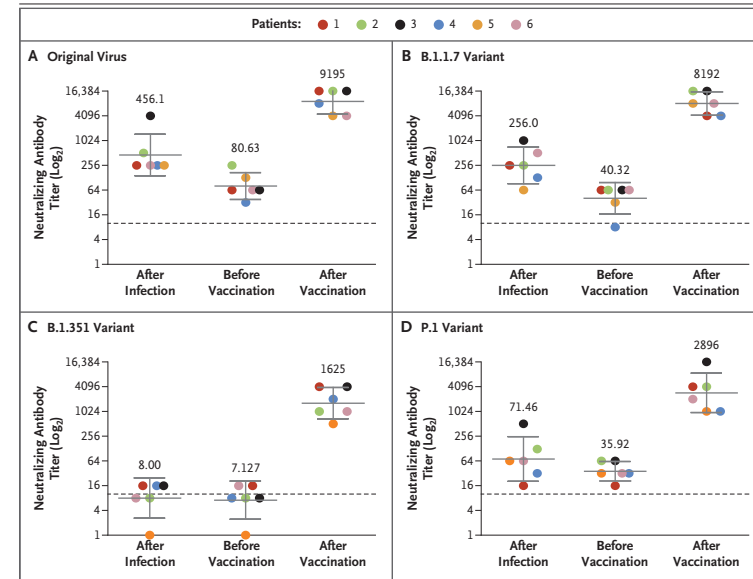 Patients: 1 2 3 4 5 6
A Original Virus
Neutralizing Antibody
Titer (Log2)
16,384
4096
1024
256
64
16
4
1
456.1
80.63
9195
After
Infection
Before
Vaccination
After
Vaccination
B B.1.1.7 Variant
Neutralizing Antibody
Titer (Log2)
16,384
4096
1024
256
64
16
4
1
256.0
40.32
8192
After
Infection
Before
Vaccination
After
Vaccination
C B.1.351 Variant
Neutralizing Antibody
Titer (Log2)
16,384
4096
1024
256
64
16
4
1
8.00
7.127
1625
After
Infection
Before
Vaccination
After
Vaccination
D P.1 Variant
Neutralizing Antibody
Titer (Log2)
16,384
4096
1024
256
64
16
4
1
71.46
35.92
2896
After
Infection
Before
Vaccination
After
Vaccination